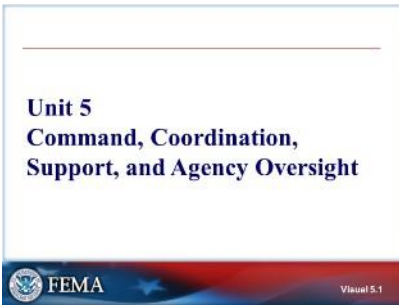 Unit 5
Command, Coordination,
Support, and Agency Oversight
FEMA
Visual 5.1